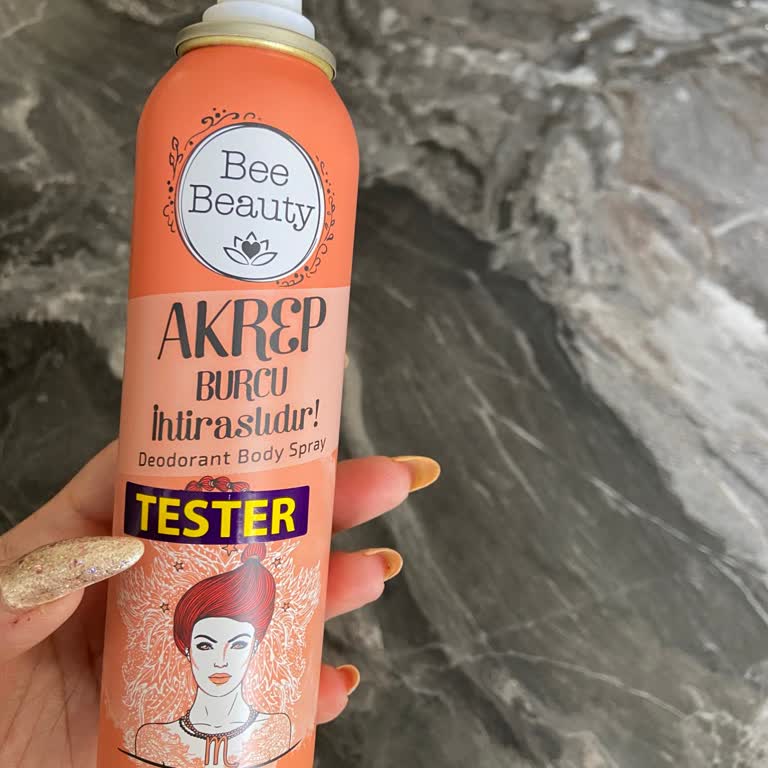 Bee
Beauty
AKREP
BURCU
İhtiraslıdır!
Deodorant Body Spray
TESTER